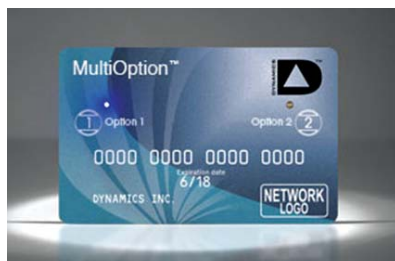 MultiOption™
DYNAMICS
D
1 Option 1
Option 2 2
0000 0000 0000 0000
Expiration date
6/18
DYNAMICS INC.
NETWORK
LOGO